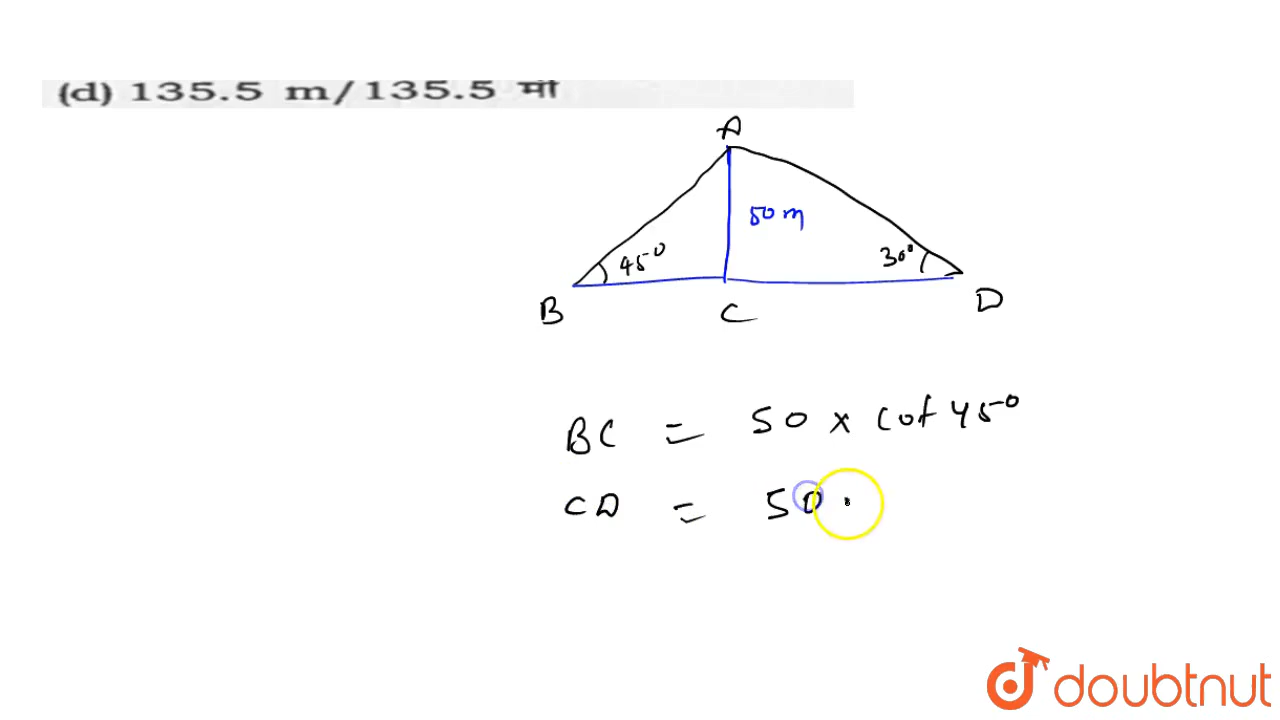 (d) 135.5 m/135.5 मी
A
50 m
45°
30°
B
C
D
BC = 50 x cot 45°
CD = 50
doubtnut